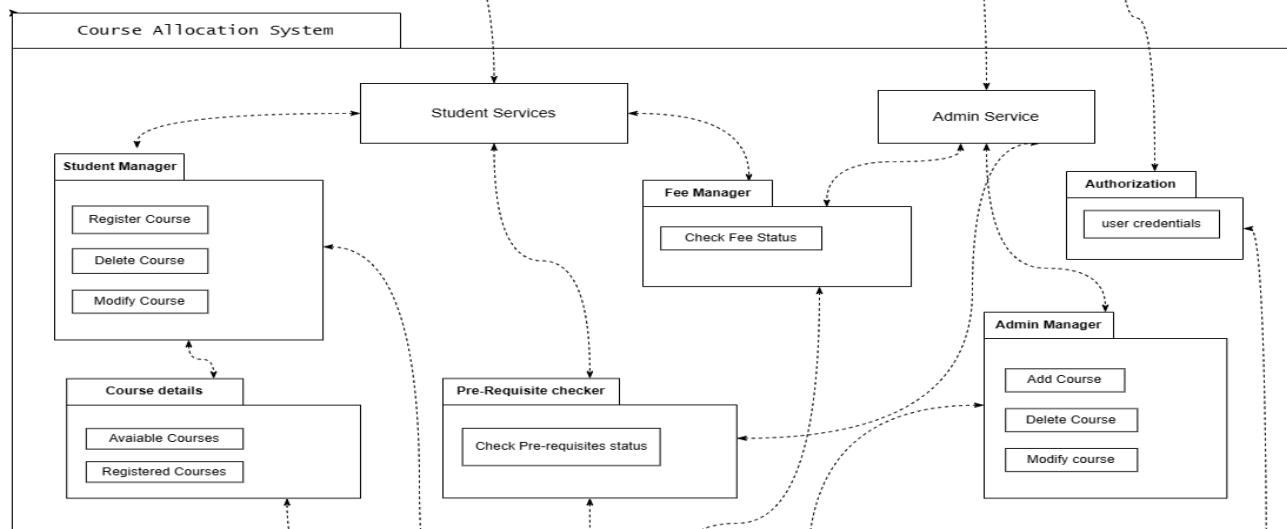 Course Allocation System
Student Services
Admin Service
Student Manager
Register Course
Delete Course
Modify Course
Fee Manager
Check Fee Status
Authorization
user credentials
Admin Manager
Add Course
Delete Course
Modify course
Course details
Avaiable Courses
Registered Courses
Pre-Requisite checker
Check Pre-requisites status